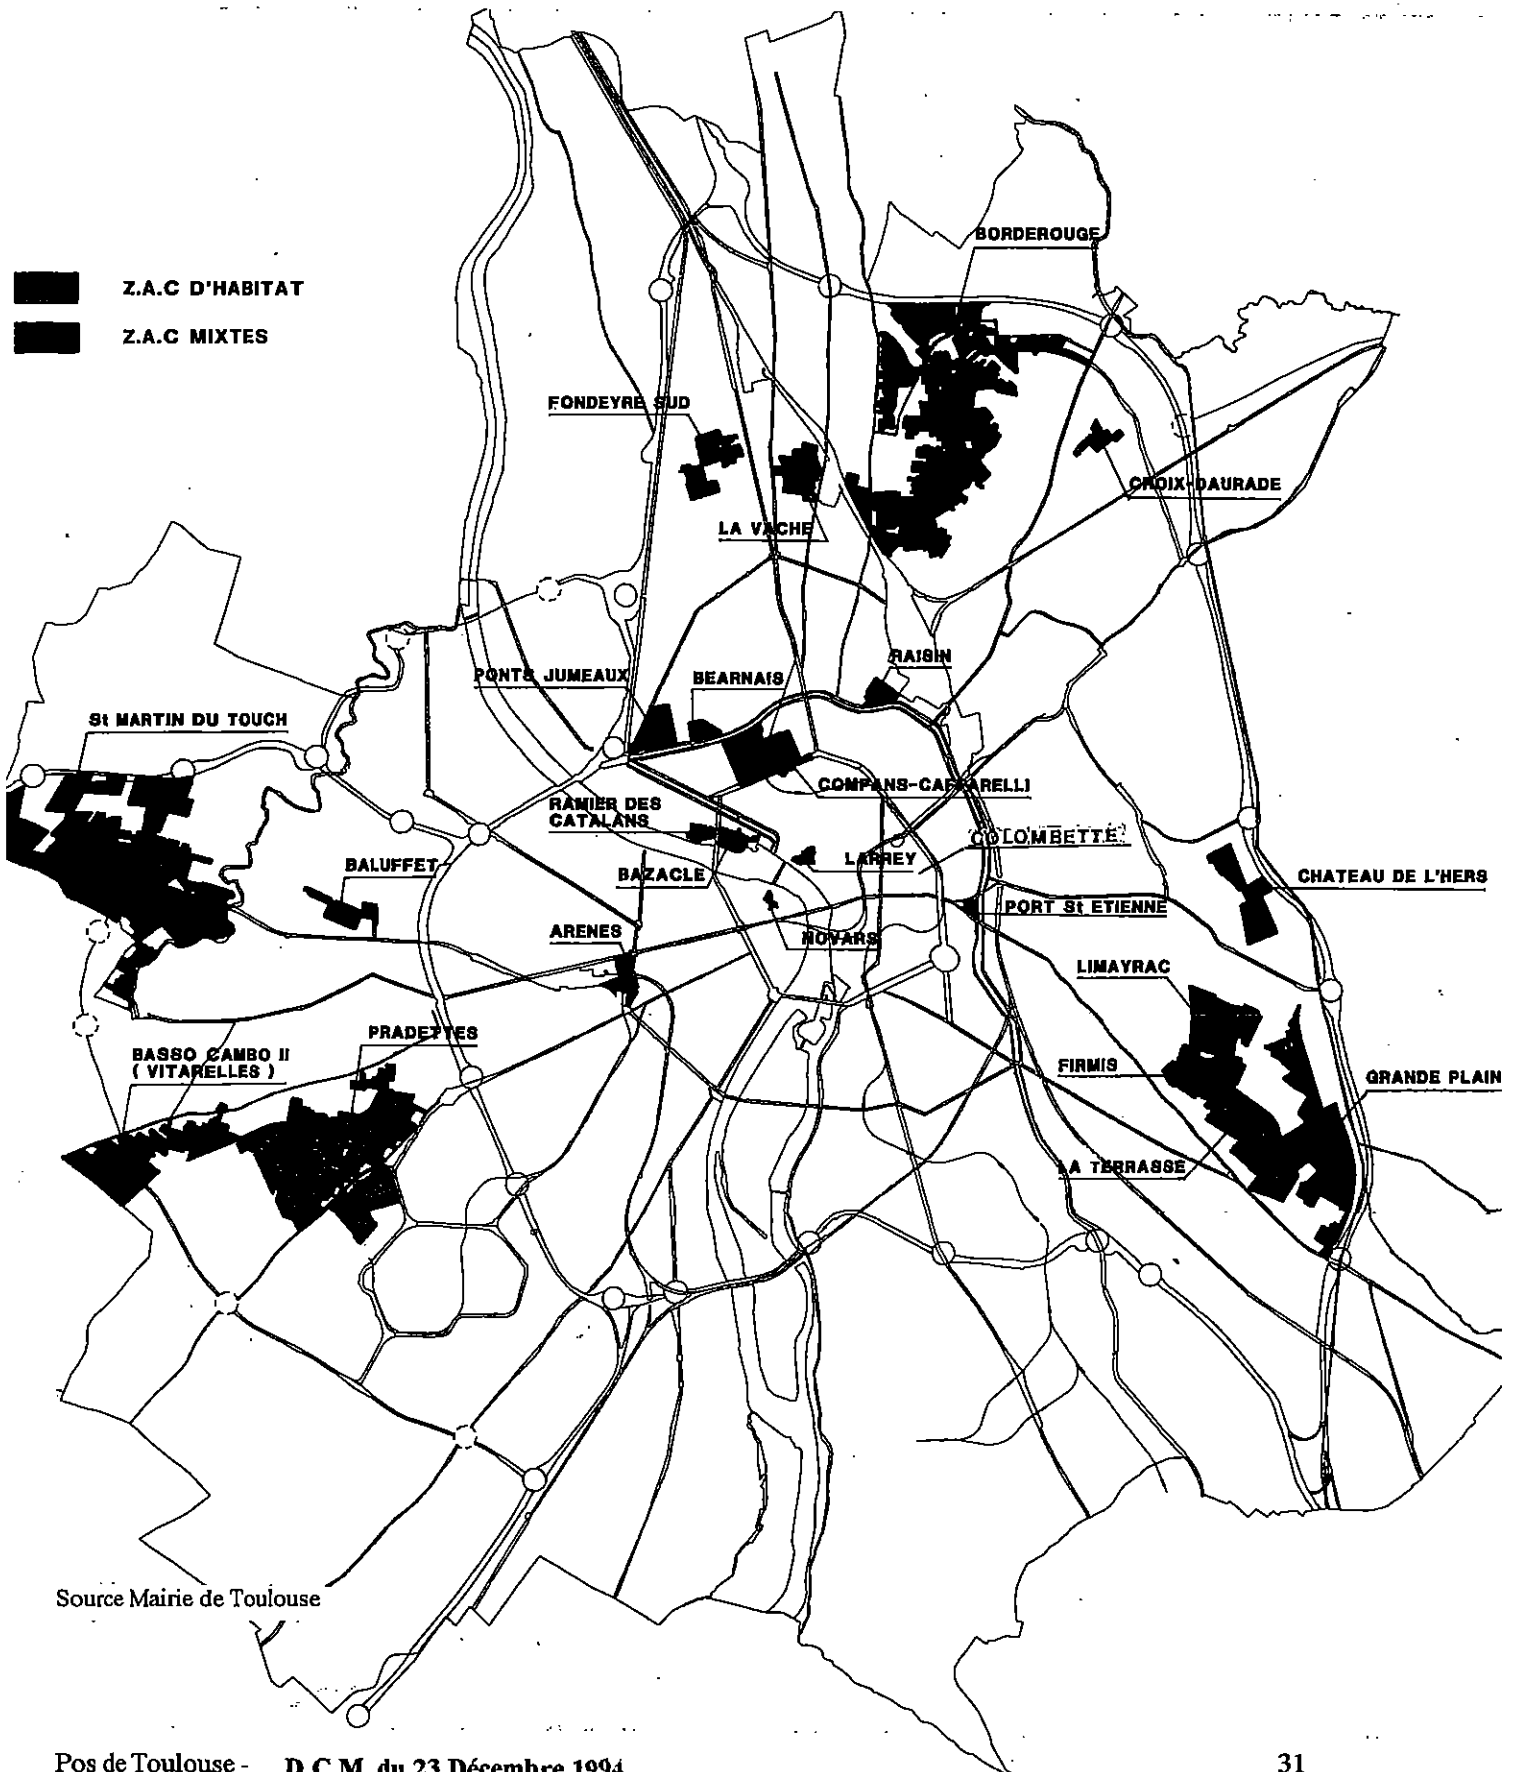 BORDEROUGE
Z.A.C D'HABITAT
Z.A.C MIXTES
FONDEYRE SUD
CROIX-DAURADE
LA VACHE
RAISIN
PONTS JUMEAUX
BEARNAIS
St MARTIN DU TOUCH
COMPANS-CAFFARELLI
RAMIER DES
CATALANS
COLOMBETTE
BALUFFET
LARREY
BAZACLE
CHATEAU DE L'HERS
PORT St ETIENNE
ARENES
NOVARS
LIMAYRAC
PRADETTES
BASSO CAMBO II
( VITARELLES )
FIRMIS
GRANDE PLAIN
LA TERRASSE
Source Mairie de Toulouse
Pos de Toulouse - D.C.M. du 23 Décembre 1994
31